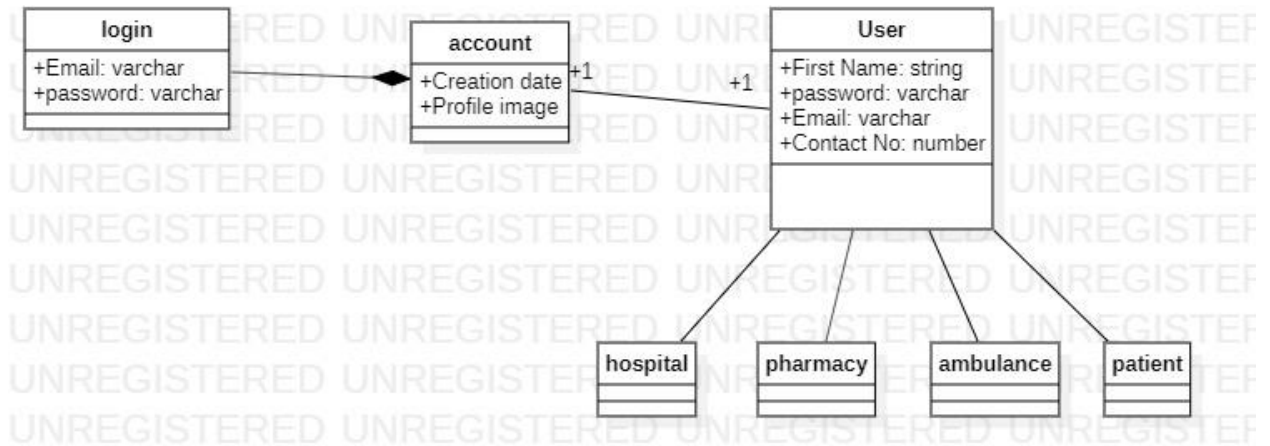 login
+Email: varchar
+password: varchar
account
+Creation date
+Profile image
+1
+1
User
+First Name: string
+password: varchar
+Email: varchar
+Contact No: number
hospital
pharmacy
ambulance
patient
UNREGISTERED UNREGISTERED UNREGISTERED UNREGISTER